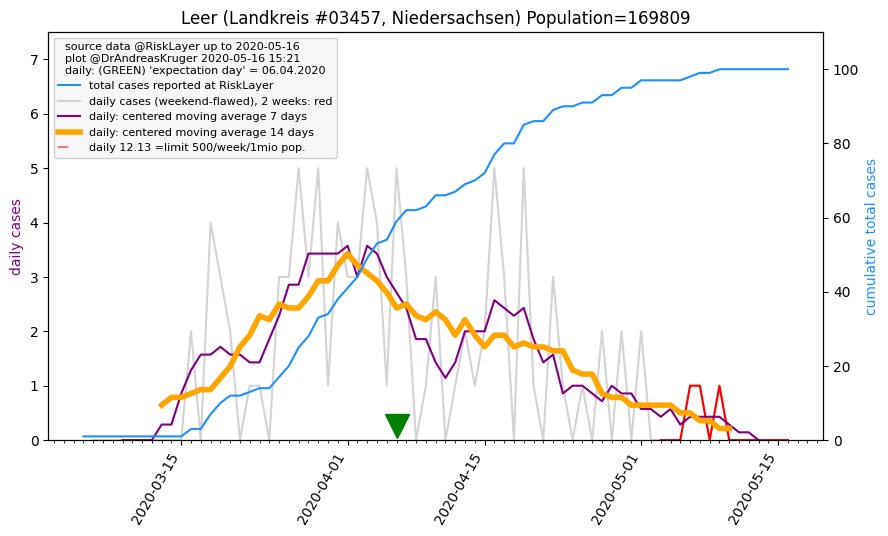 Leer (Landkreis #03457, Niedersachsen) Population=169809
source data @RiskLayer up to 2020-05-16
plot @DrAndreasKruger 2020-05-16 15:21
daily: (GREEN) 'expectation day' = 06.04.2020
total cases reported at RiskLayer
daily cases (weekend-flawed), 2 weeks: red
daily: centered moving average 7 days
daily: centered moving average 14 days
daily 12.13 =limit 500/week/1mio pop.
daily cases
7
6
5
4
3
2
1
0
cumulative total cases
100
80
60
40
20
0
2020-03-15
2020-04-01
2020-04-15
2020-05-01
2020-05-15